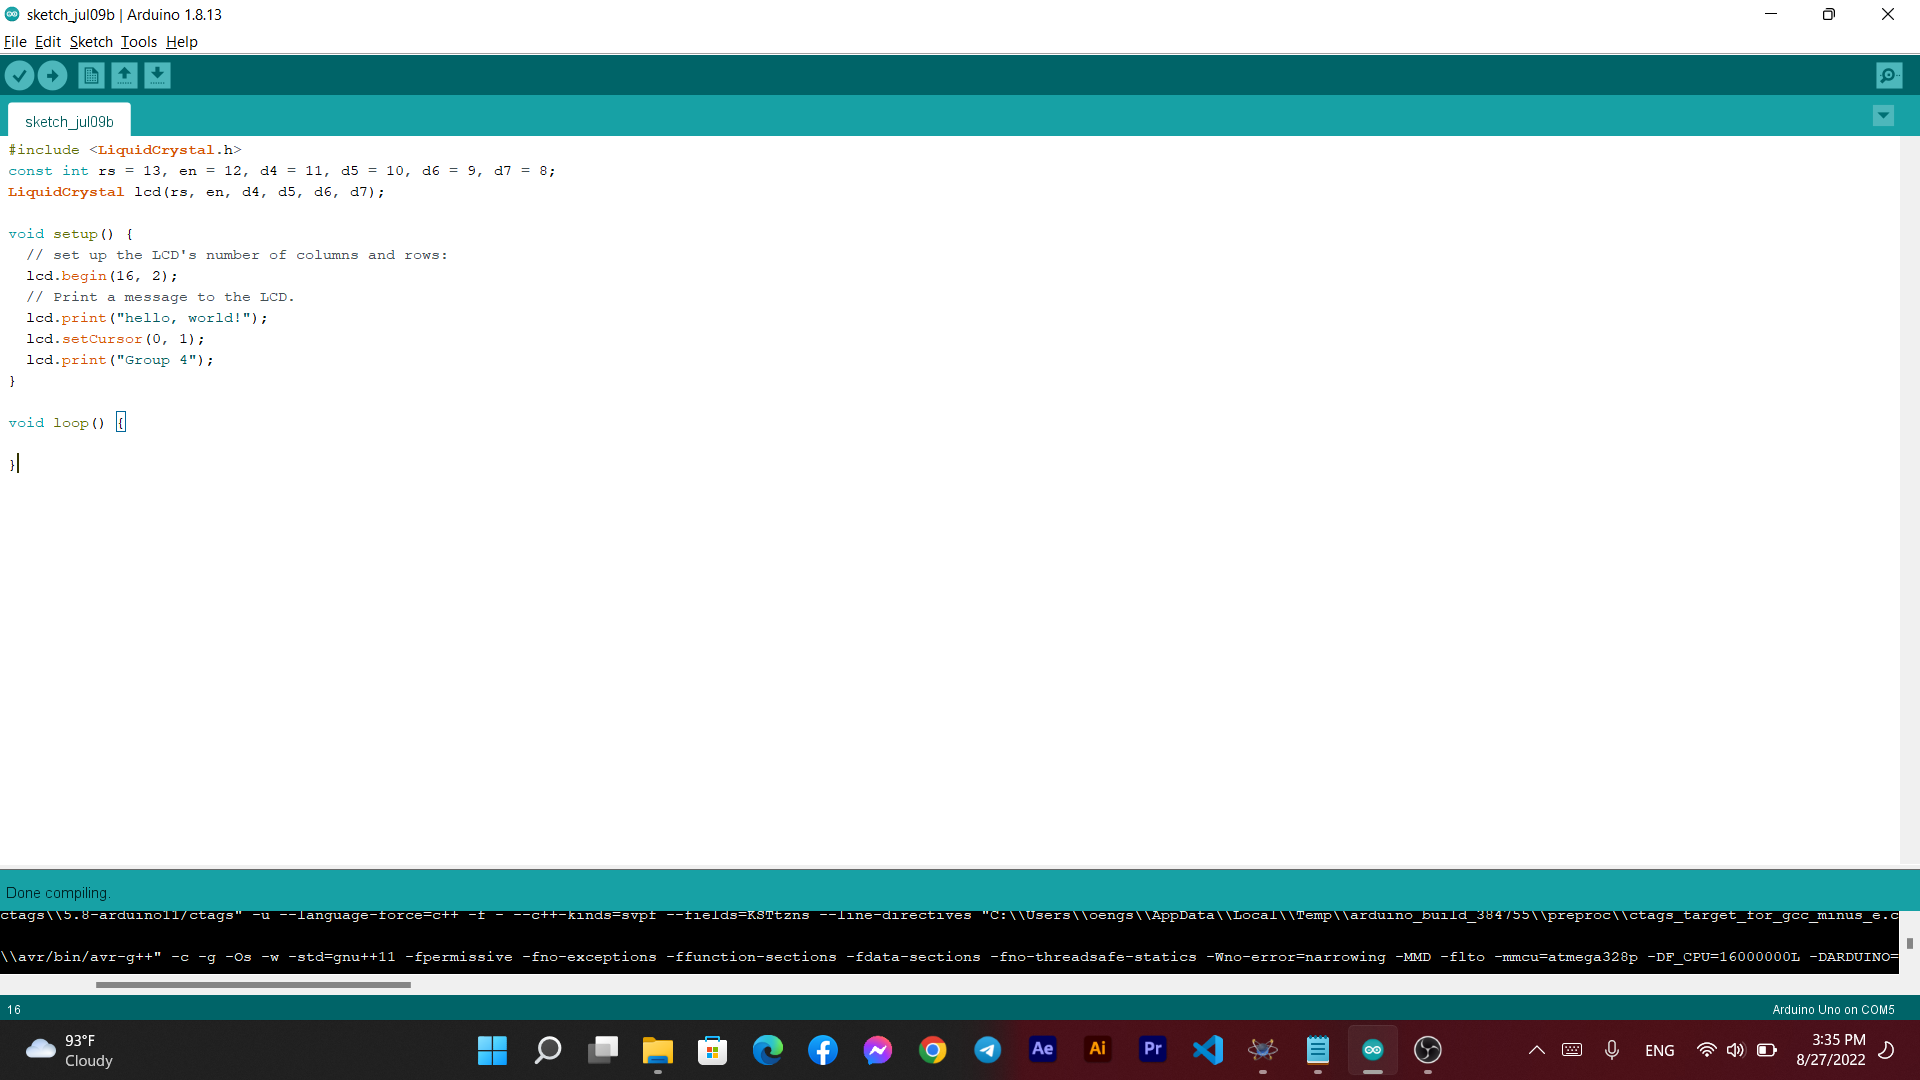 sketch_jul09b | Arduino 1.8.13
File Edit Sketch Tools Help
sketch_jul09b
#include <LiquidCrystal.h>
const int rs = 13, en = 12, d4 = 11, d5 = 10, d6 = 9, d7 = 8;
LiquidCrystal lcd(rs, en, d4, d5, d6, d7);
void setup() {
  // set up the LCD's number of columns and rows:
  lcd.begin(16, 2);
  // Print a message to the LCD.
  lcd.print("hello, world!");
  lcd.setCursor(0, 1);
  lcd.print("Group 4");
}
void loop() {
}
Done compiling.
ctags\\5.8-arduino11/ctags" -u --language-force=c++ -f - --c++-kinds=svpf --fields=KSTtzns --line-directives "C:\\Users\\oengs\\AppData\\Local\\Temp\\arduino_build_384755\\preproc\\ctags_target_for_gcc_minus_e.c
\\avr/bin/avr-g++" -c -g -Os -w -std=gnu++11 -fpermissive -fno-exceptions -ffunction-sections -fdata-sections -fno-threadsafe-statics -Wno-error=narrowing -MMD -flto -mmcu=atmega328p -DF_CPU=16000000L -DARDUINO=
16
Arduino Uno on COM5
93°F
Cloudy
Ae
Ai
Pr
ENG
3:35 PM
8/27/2022